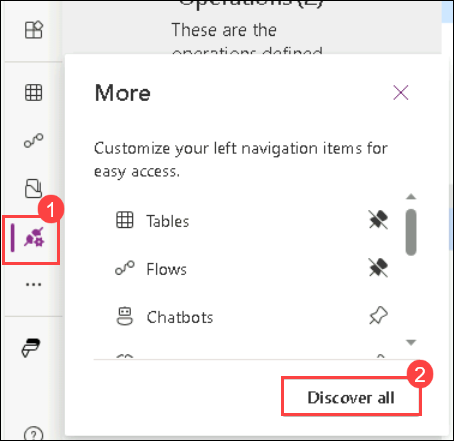 Operations (2)
These are the
operations defined
More
Customize your left navigation items for
easy access.
1
Tables
Flows
Chatbots
2
Discover all